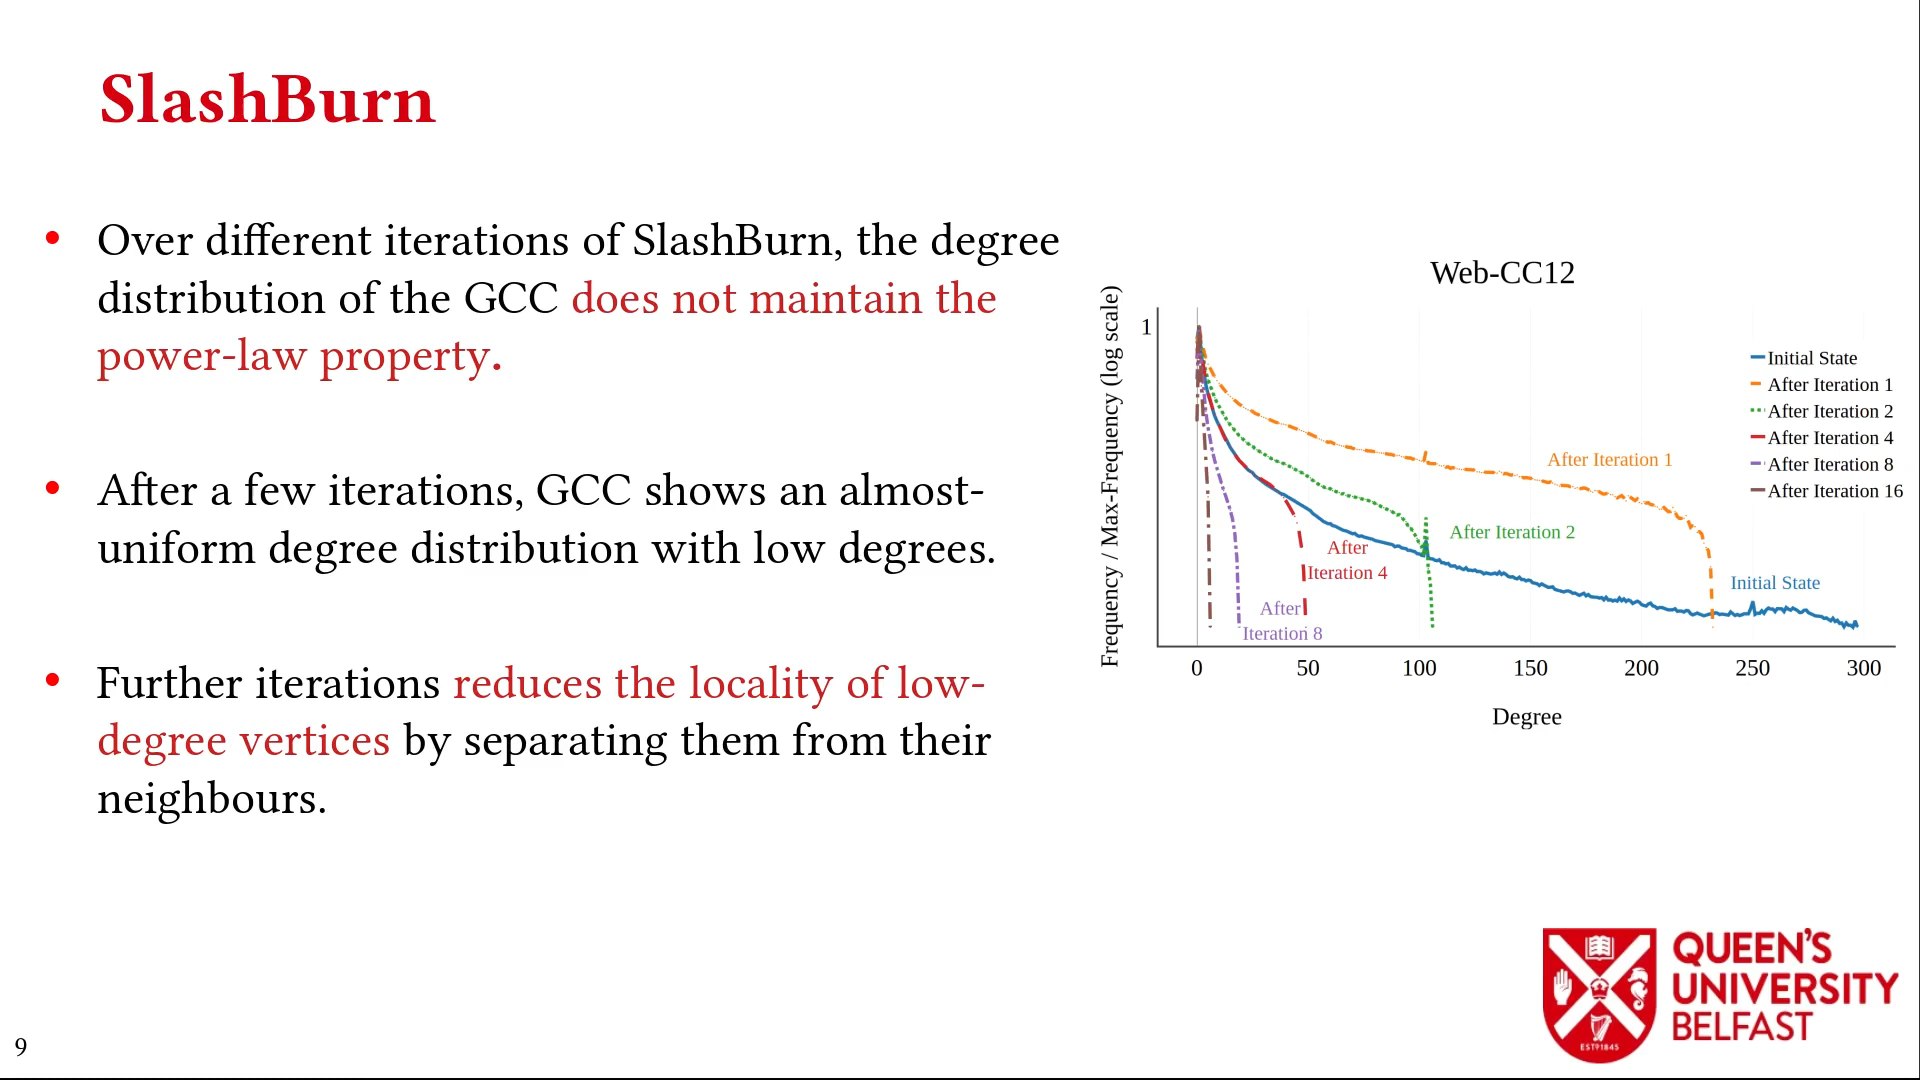 SlashBurn
• Over different iterations of SlashBurn, the degree
distribution of the GCC does not maintain the
power-law property.
• After a few iterations, GCC shows an almost-
uniform degree distribution with low degrees.
• Further iterations reduces the locality of low-
degree vertices by separating them from their
neighbours.
Web-CC12
Frequency / Max-Frequency (log scale)
1
Initial State
After Iteration 1
After Iteration 2
After Iteration 4
After Iteration 8
After Iteration 16
After Iteration 1
After Iteration 2
After
Iteration 4
Initial State
After
Iteration 8
0 50 100 150 200 250 300
Degree
QUEEN'S
UNIVERSITY
BELFAST
ESTD1845
9